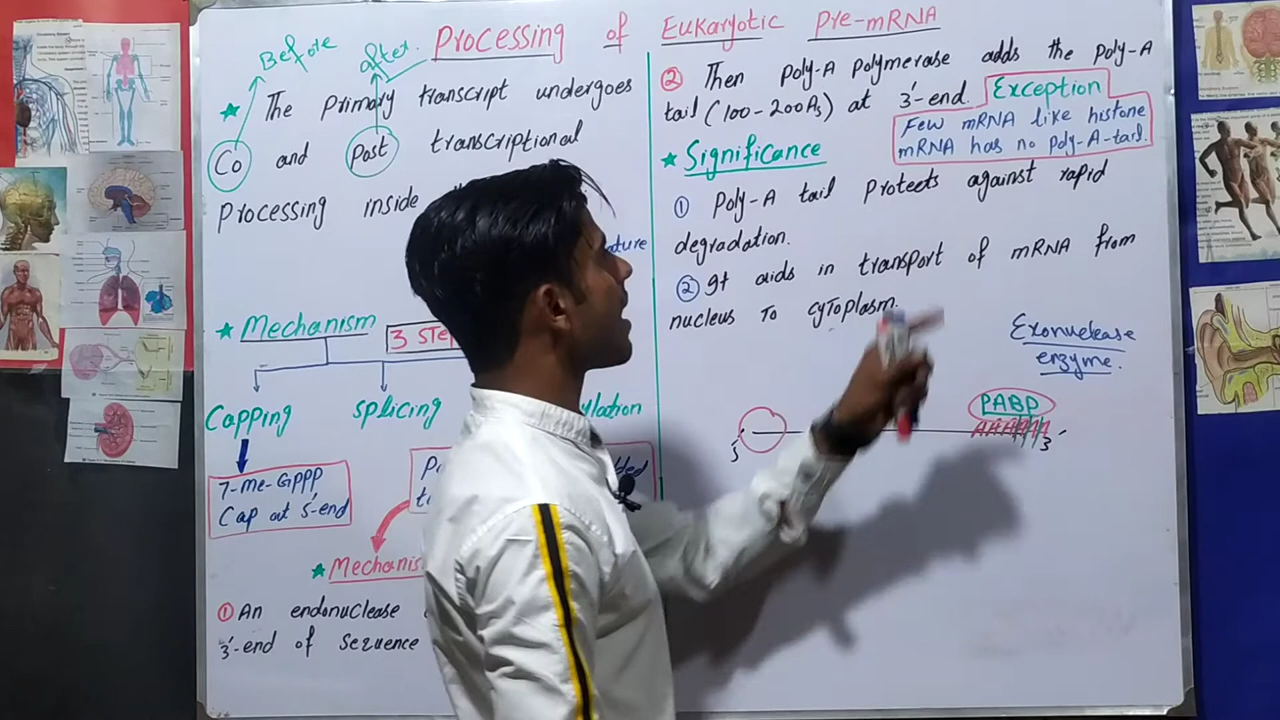 Processing of Eukaryotic Pre-mRNA
Before
after
★ The Primary transcript undergoes
Co and Post transcriptional
Processing inside
ture
★ Mechanism
3 STE
Capping
splicing
ylation
7-Me-GPPP
Cap at 5'-end
★ Mechanis
① An endonuclease
3'-end of sequence
② Then Poly-A Polymerase adds the Poly-A
tail (100-200As) at 3'-end.
Exception
Few mRNA like histone
mRNA has no poly-A-tail.
★ Significance
① Poly-A tail Protects against rapid
degradation.
② It aids in transport of mRNA from
nucleus To cytoplasm.
Exonuclease
enzyme.
PABP
AAAA
3'